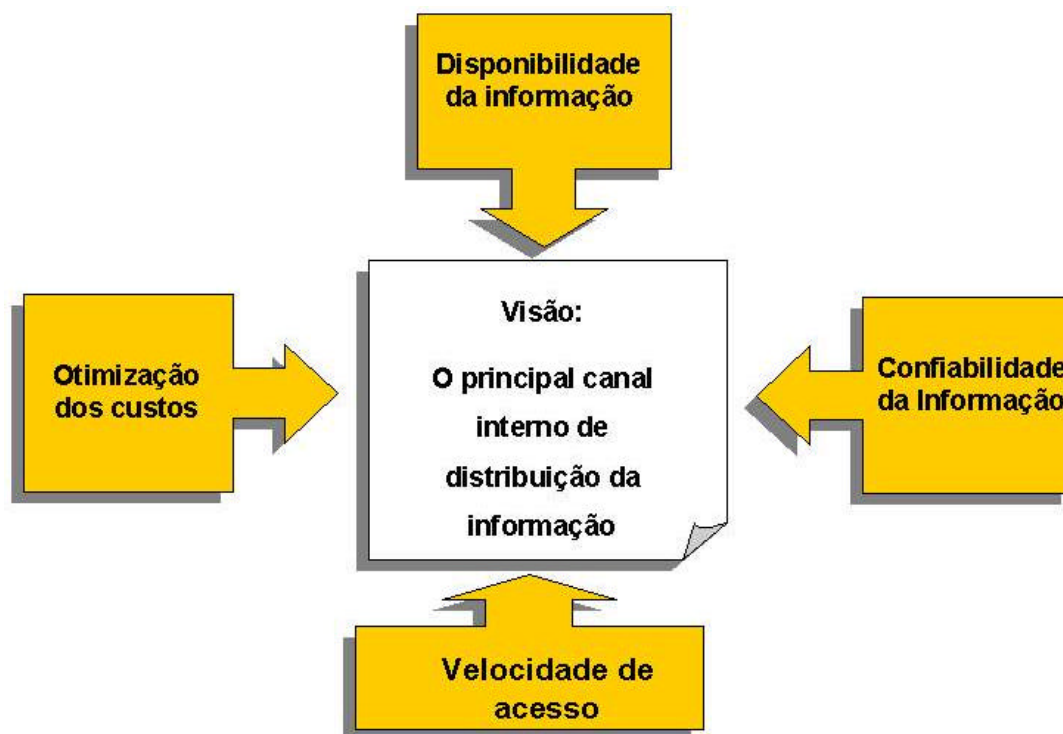 Disponibilidade
da informação
Visão:
O principal canal
interno de
distribuição da
informação
Otimização
dos custos
Confiabilidade
da Informação
Velocidade de
acesso